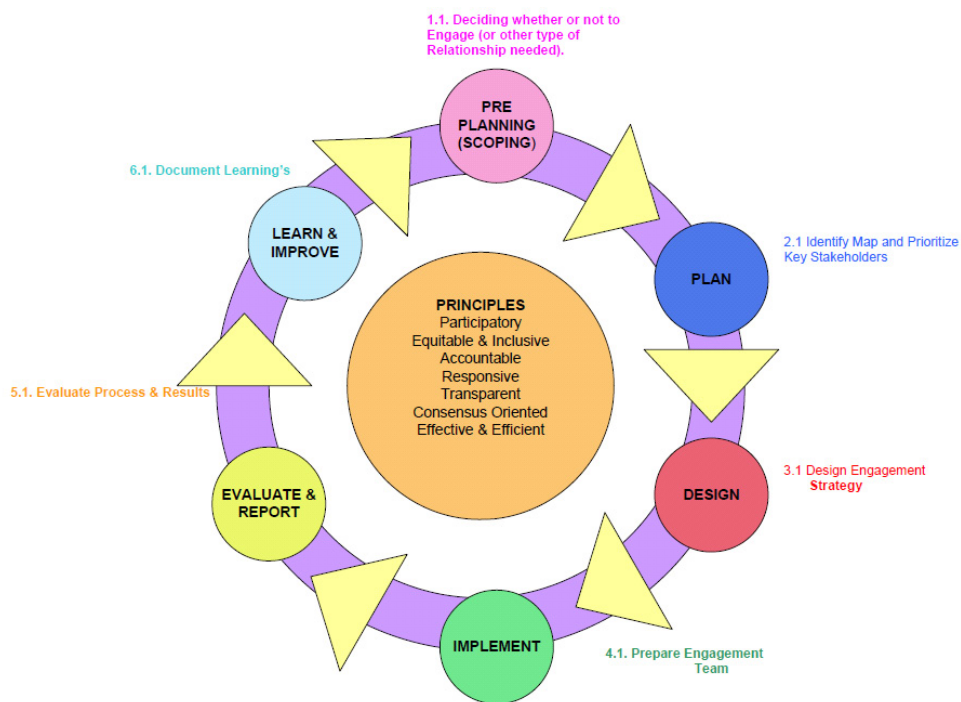 1.1. Deciding whether or not to
Engage (or other type of
Relationship needed).
PRE
PLANNING
(SCOPING)
2.1 Identify Map and Prioritize
Key Stakeholders
PLAN
3.1 Design Engagement
Strategy
DESIGN
4.1. Prepare Engagement
Team
IMPLEMENT
5.1. Evaluate Process & Results
EVALUATE &
REPORT
6.1. Document Learning's
LEARN &
IMPROVE
PRINCIPLES
Participatory
Equitable & Inclusive
Accountable
Responsive
Transparent
Consensus Oriented
Effective & Efficient